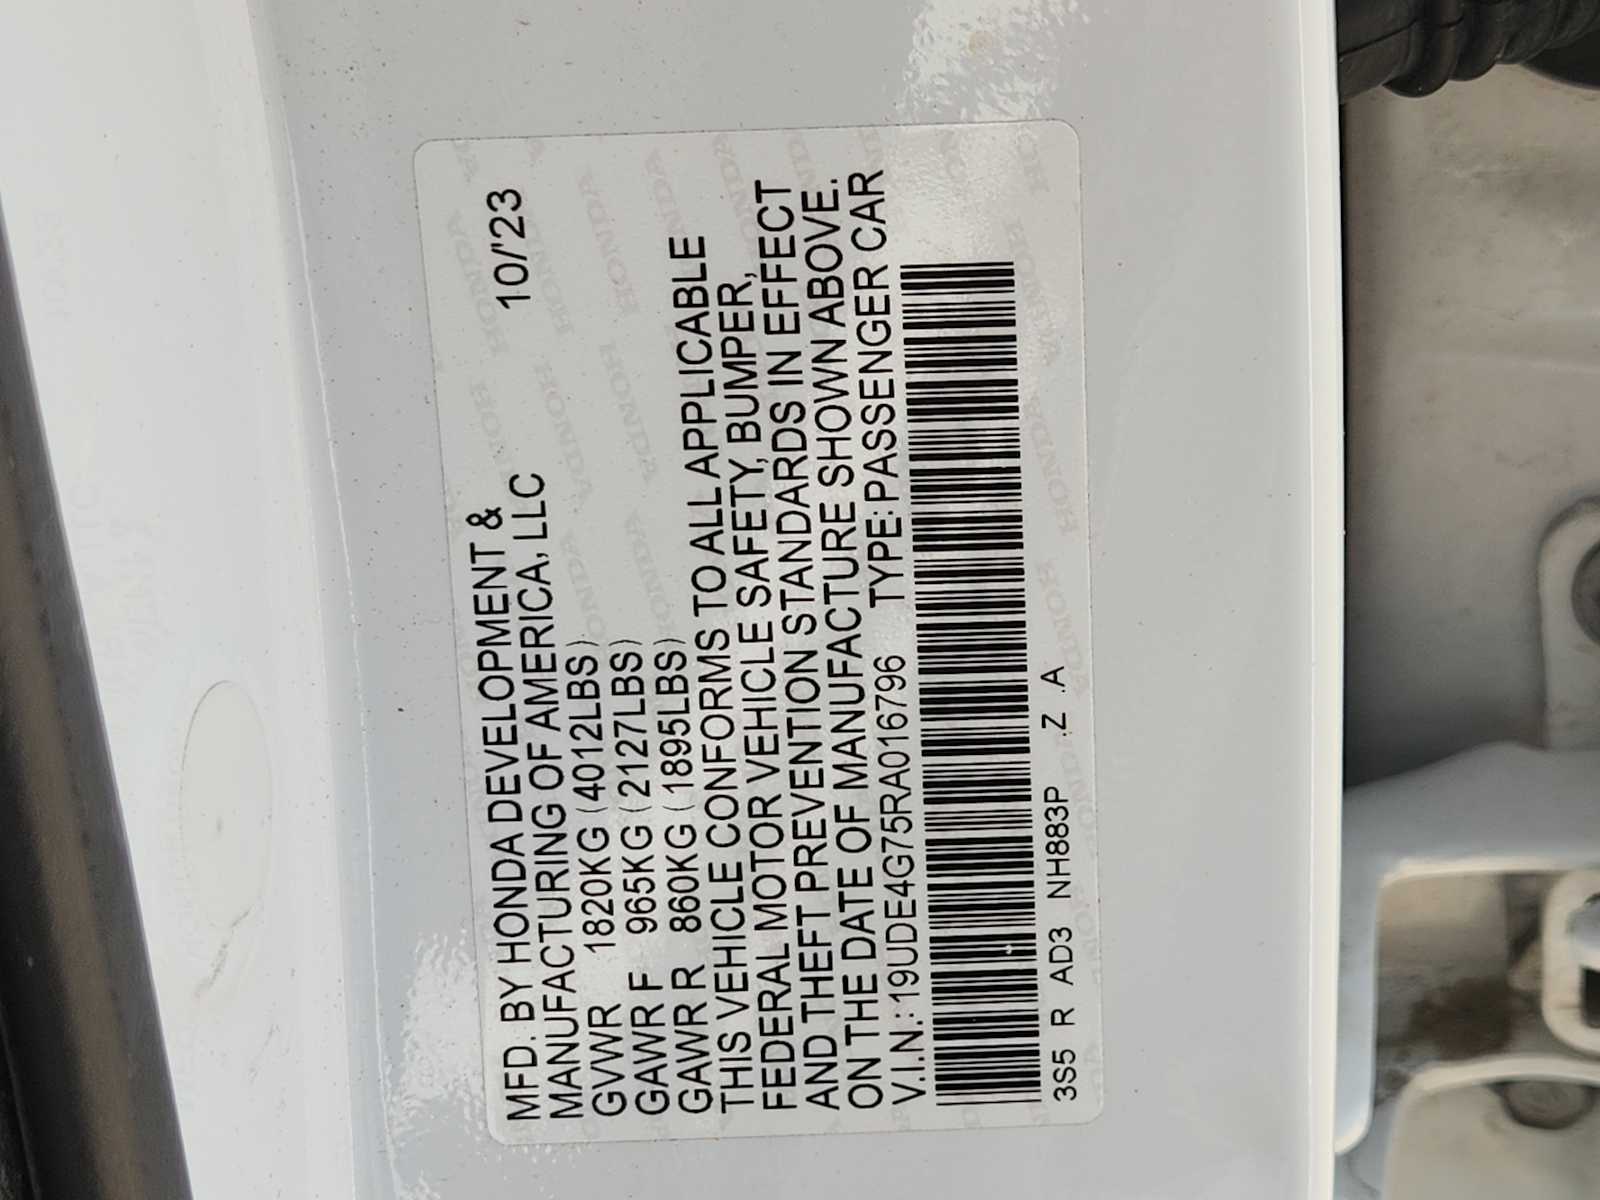 MFD. BY HONDA DEVELOPMENT &
MANUFACTURING OF AMERICA, LLC 10/'23
GVWR 1820KG (4012LBS)
GAWR F 965KG (2127LBS)
GAWR R 860KG (1895LBS)
THIS VEHICLE CONFORMS TO ALL APPLICABLE
FEDERAL MOTOR VEHICLE SAFETY, BUMPER,
AND THEFT PREVENTION STANDARDS IN EFFECT
ON THE DATE OF MANUFACTURE SHOWN ABOVE.
V.I.N.: 19UDE4G75RA016796 TYPE: PASSENGER CAR
3S5 R AD3 NH883P .Z .A